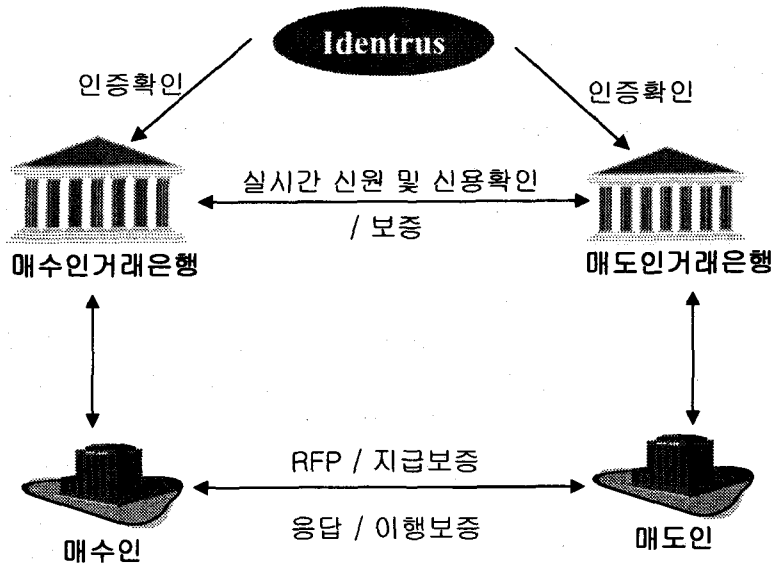 Identrus
인증확인
인증확인
실시간 신원 및 신용확인
/ 보증
매수인거래은행
매도인거래은행
RFP / 지급보증
응답 / 이행보증
매수인
매도인